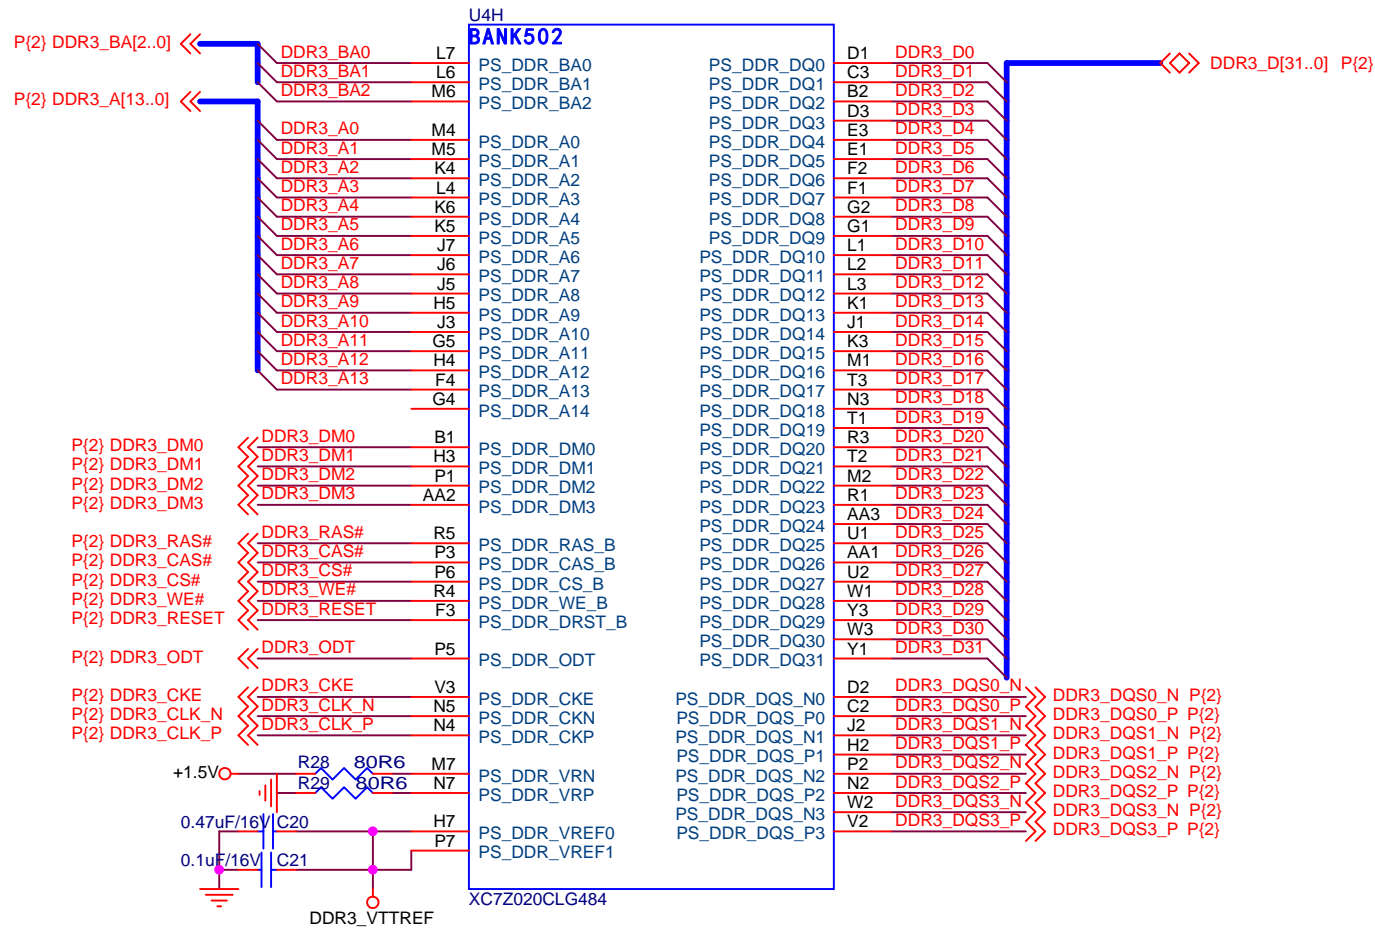 U4H
BANK502
P{2} DDR3_BA[2..0]
DDR3_BA0 L7 PS_DDR_BA0
DDR3_BA1 L6 PS_DDR_BA1
DDR3_BA2 M6 PS_DDR_BA2
P{2} DDR3_A[13..0]
DDR3_A0 M4 PS_DDR_A0
DDR3_A1 M5 PS_DDR_A1
DDR3_A2 K4 PS_DDR_A2
DDR3_A3 L4 PS_DDR_A3
DDR3_A4 K6 PS_DDR_A4
DDR3_A5 K5 PS_DDR_A5
DDR3_A6 J7 PS_DDR_A6
DDR3_A7 J6 PS_DDR_A7
DDR3_A8 J5 PS_DDR_A8
DDR3_A9 H5 PS_DDR_A9
DDR3_A10 J3 PS_DDR_A10
DDR3_A11 G5 PS_DDR_A11
DDR3_A12 H4 PS_DDR_A12
DDR3_A13 F4 PS_DDR_A13
G4 PS_DDR_A14
P{2} DDR3_DM0 DDR3_DM0 B1 PS_DDR_DM0
P{2} DDR3_DM1 DDR3_DM1 H3 PS_DDR_DM1
P{2} DDR3_DM2 DDR3_DM2 P1 PS_DDR_DM2
P{2} DDR3_DM3 DDR3_DM3 AA2 PS_DDR_DM3
P{2} DDR3_RAS# DDR3_RAS# R5 PS_DDR_RAS_B
P{2} DDR3_CAS# DDR3_CAS# P3 PS_DDR_CAS_B
P{2} DDR3_CS# DDR3_CS# P6 PS_DDR_CS_B
P{2} DDR3_WE# DDR3_WE# R4 PS_DDR_WE_B
P{2} DDR3_RESET DDR3_RESET F3 PS_DDR_DRST_B
P{2} DDR3_ODT DDR3_ODT P5 PS_DDR_ODT
P{2} DDR3_CKE DDR3_CKE V3 PS_DDR_CKE
P{2} DDR3_CLK_N DDR3_CLK_N N5 PS_DDR_CKN
P{2} DDR3_CLK_P DDR3_CLK_P N4 PS_DDR_CKP
+1.5V R28 80R6 M7 PS_DDR_VRN
R29 80R6 N7 PS_DDR_VRP
0.47uF/16V C20 H7 PS_DDR_VREF0
0.1uF/16V C21 P7 PS_DDR_VREF1
DDR3_VTTREF
PS_DDR_DQ0 D1 DDR3_D0
DDR3_D[31..0] P{2}
PS_DDR_DQ1 C3 DDR3_D1
PS_DDR_DQ2 B2 DDR3_D2
PS_DDR_DQ3 D3 DDR3_D3
PS_DDR_DQ4 E3 DDR3_D4
PS_DDR_DQ5 E1 DDR3_D5
PS_DDR_DQ6 F2 DDR3_D6
PS_DDR_DQ7 F1 DDR3_D7
PS_DDR_DQ8 G2 DDR3_D8
PS_DDR_DQ9 G1 DDR3_D9
PS_DDR_DQ10 L1 DDR3_D10
PS_DDR_DQ11 L2 DDR3_D11
PS_DDR_DQ12 L3 DDR3_D12
PS_DDR_DQ13 K1 DDR3_D13
PS_DDR_DQ14 J1 DDR3_D14
PS_DDR_DQ15 K3 DDR3_D15
PS_DDR_DQ16 M1 DDR3_D16
PS_DDR_DQ17 T3 DDR3_D17
PS_DDR_DQ18 N3 DDR3_D18
PS_DDR_DQ19 T1 DDR3_D19
PS_DDR_DQ20 R3 DDR3_D20
PS_DDR_DQ21 T2 DDR3_D21
PS_DDR_DQ22 M2 DDR3_D22
PS_DDR_DQ23 R1 DDR3_D23
PS_DDR_DQ24 AA3 DDR3_D24
PS_DDR_DQ25 U1 DDR3_D25
PS_DDR_DQ26 AA1 DDR3_D26
PS_DDR_DQ27 U2 DDR3_D27
PS_DDR_DQ28 W1 DDR3_D28
PS_DDR_DQ29 Y3 DDR3_D29
PS_DDR_DQ30 W3 DDR3_D30
PS_DDR_DQ31 Y1 DDR3_D31
PS_DDR_DQS_N0 D2 DDR3_DQS0_N DDR3_DQS0_N P{2}
PS_DDR_DQS_P0 C2 DDR3_DQS0_P DDR3_DQS0_P P{2}
PS_DDR_DQS_N1 J2 DDR3_DQS1_N DDR3_DQS1_N P{2}
PS_DDR_DQS_P1 H2 DDR3_DQS1_P DDR3_DQS1_P P{2}
PS_DDR_DQS_N2 P2 DDR3_DQS2_N DDR3_DQS2_N P{2}
PS_DDR_DQS_P2 N2 DDR3_DQS2_P DDR3_DQS2_P P{2}
PS_DDR_DQS_N3 W2 DDR3_DQS3_N DDR3_DQS3_N P{2}
PS_DDR_DQS_P3 V2 DDR3_DQS3_P DDR3_DQS3_P P{2}
XC7Z020CLG484